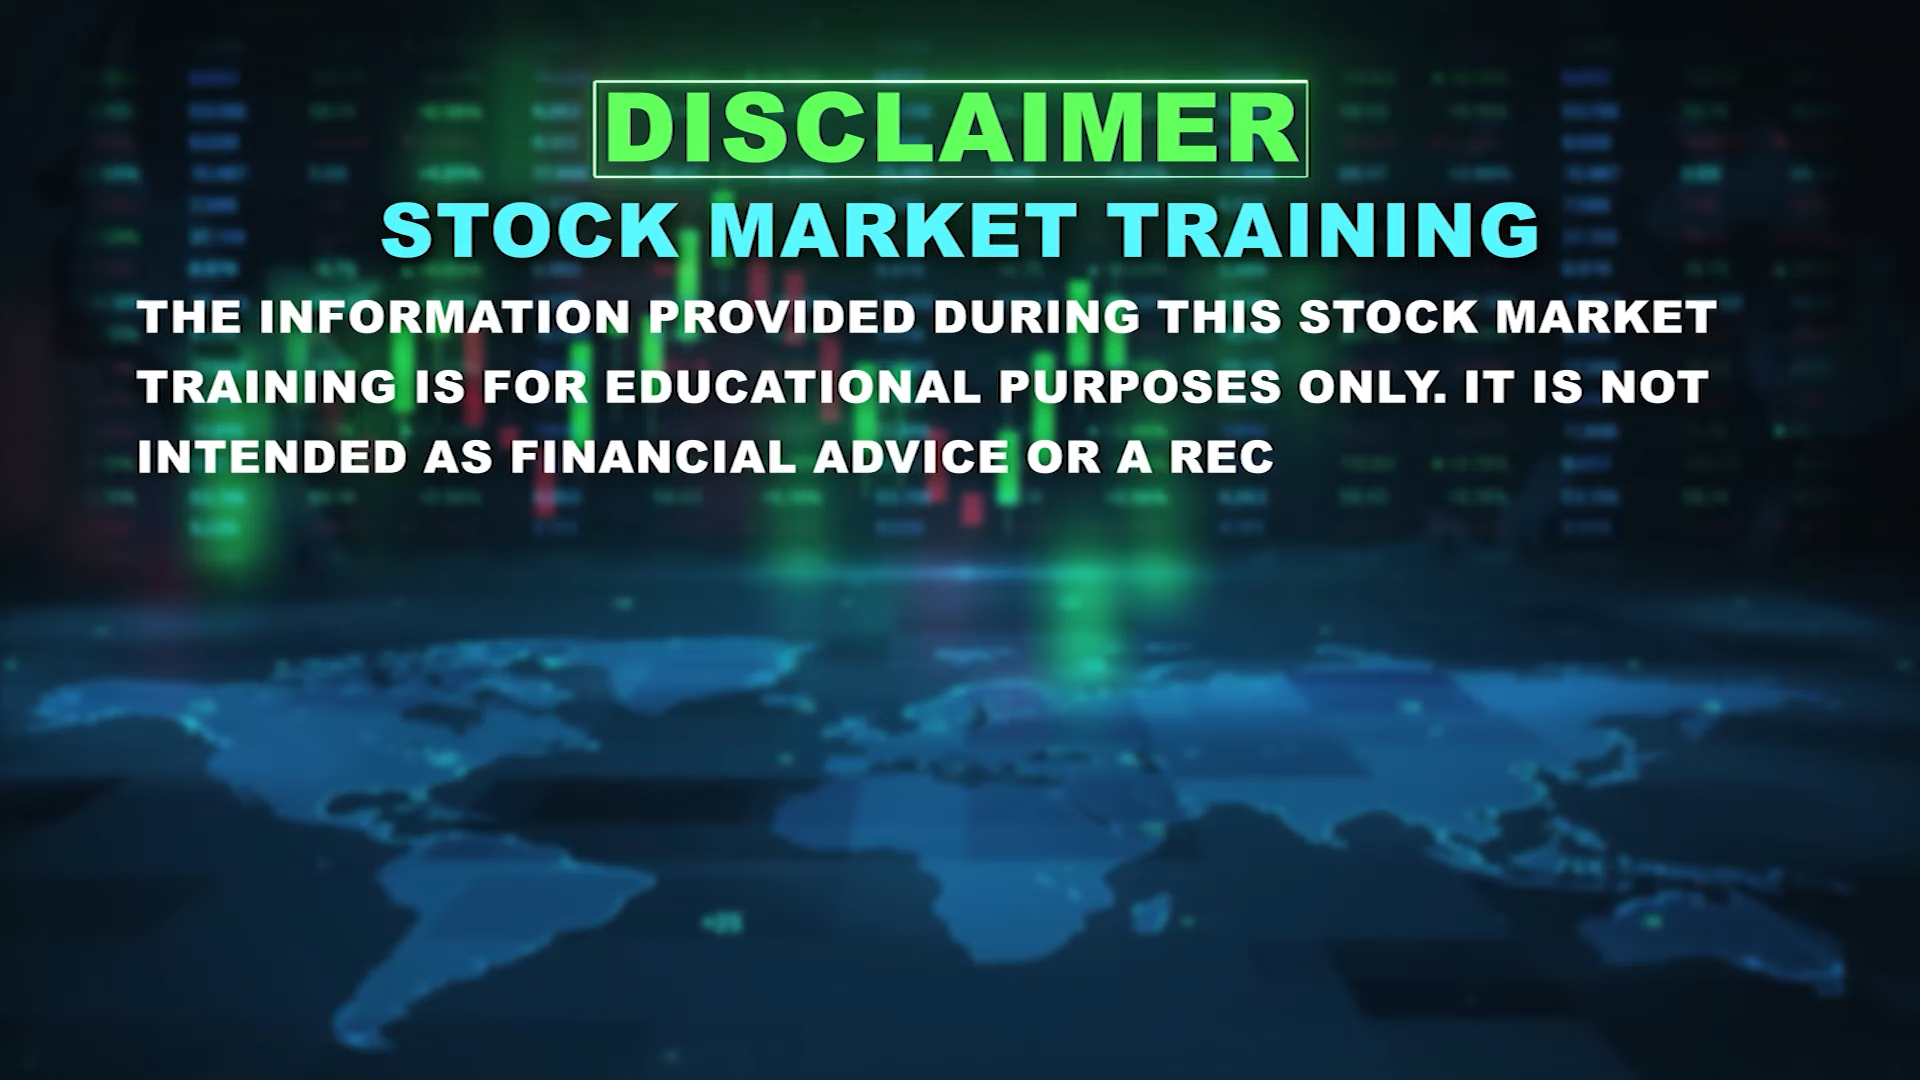 DISCLAIMER
STOCK MARKET TRAINING
THE INFORMATION PROVIDED DURING THIS STOCK MARKET
TRAINING IS FOR EDUCATIONAL PURPOSES ONLY. IT IS NOT
INTENDED AS FINANCIAL ADVICE OR A REC